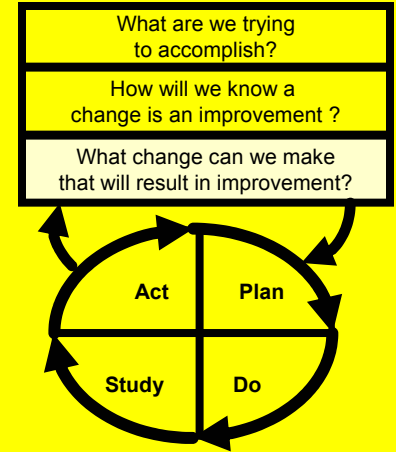 What are we trying
to accomplish?
How will we know a
change is an improvement ?
What change can we make
that will result in improvement?
Act
Plan
Study
Do